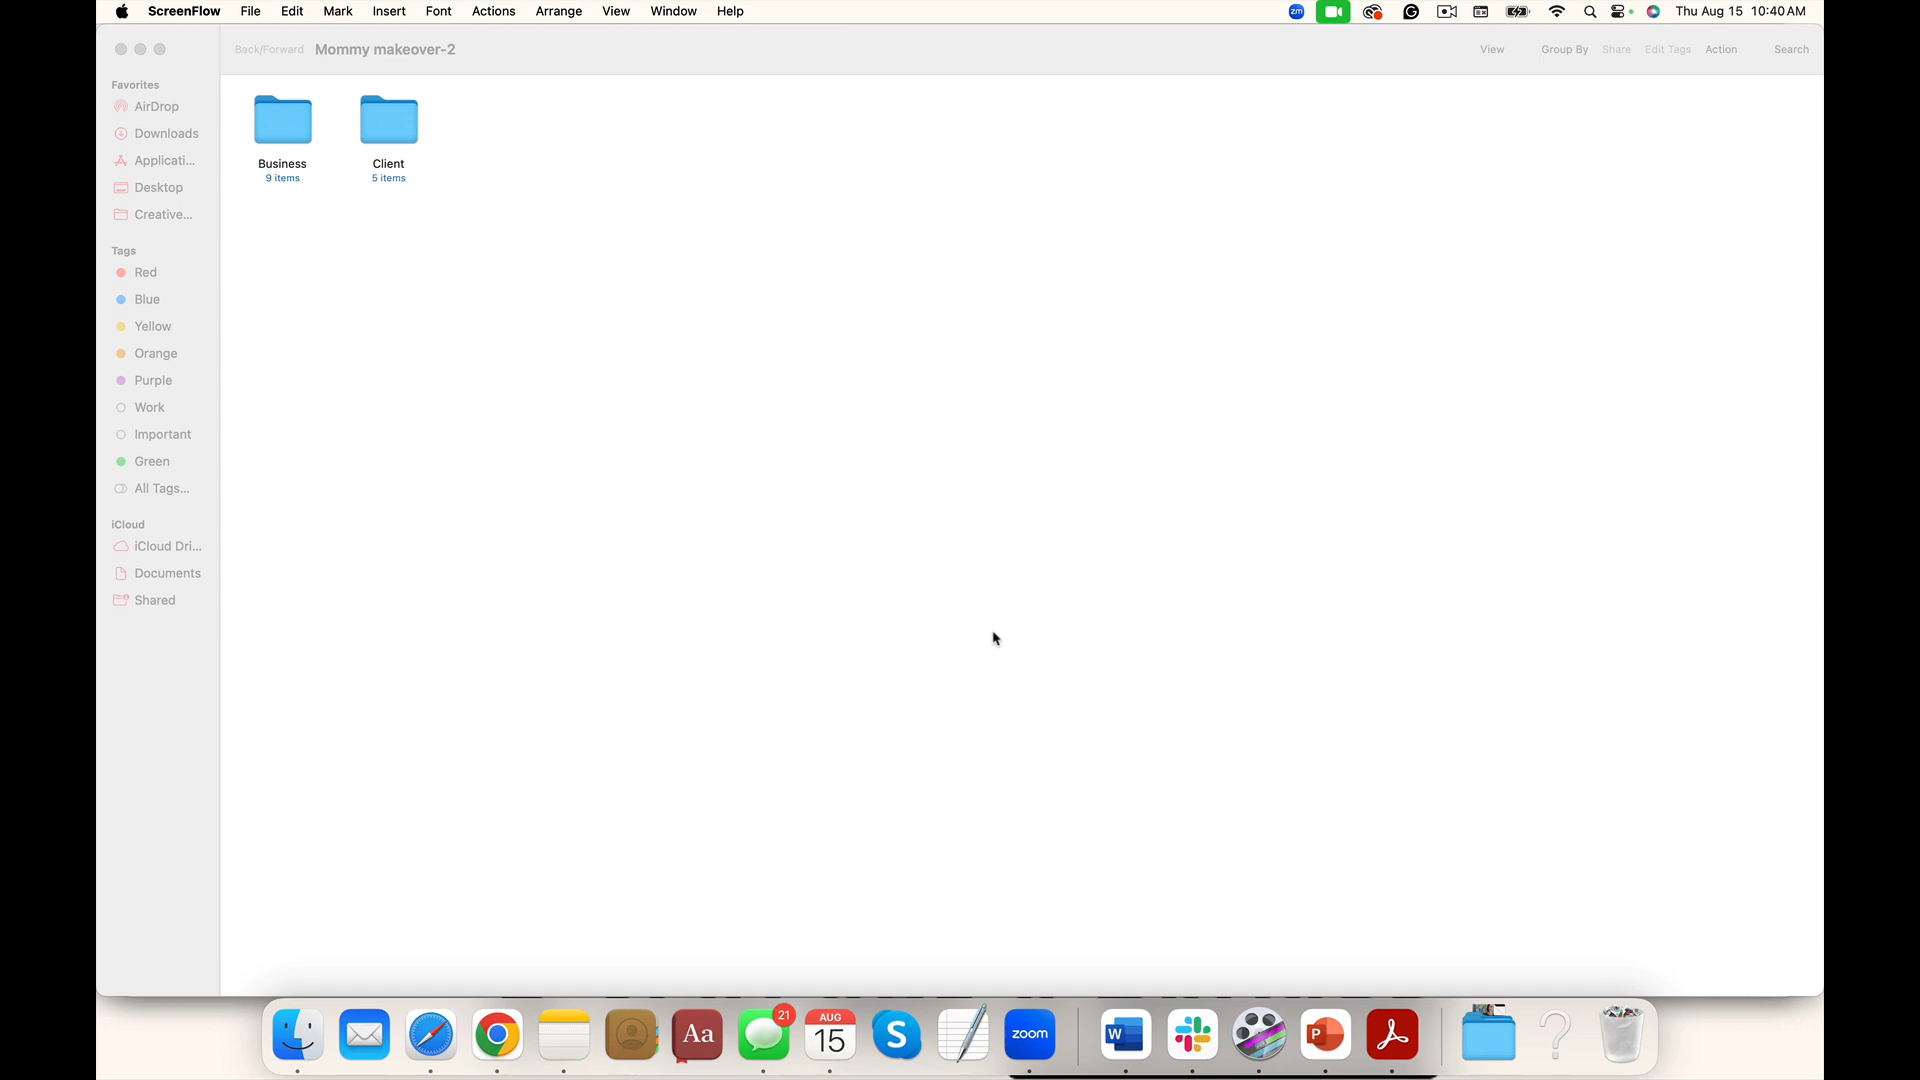 ScreenFlow File Edit Mark Insert Font Actions Arrange View Window Help zm Thu Aug 15 10:40 AM
Back/Forward Mommy makeover-2 View Group By Share Edit Tags Action Search
Favorites
AirDrop
Downloads
Applicati...
Desktop
Creative...
Tags
Red
Blue
Yellow
Orange
Purple
Work
Important
Green
All Tags...
iCloud
iCloud Dri...
Documents
Shared
Business
9 items
Client
5 items
Aa
21
AUG
15
S
zoom
W
P
?